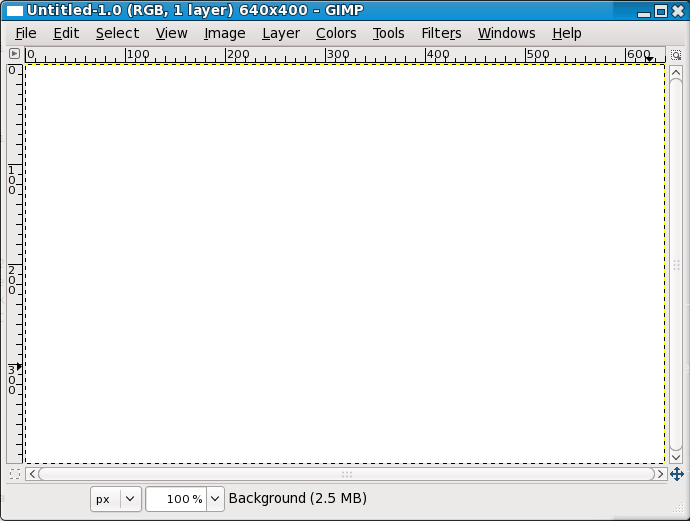 Untitled-1.0 (RGB, 1 layer) 640x400 – GIMP
File Edit Select View Image Layer Colors Tools Filters Windows Help
0 100 200 300 400 500 600
0
100
200
300
px 100 % Background (2.5 MB)